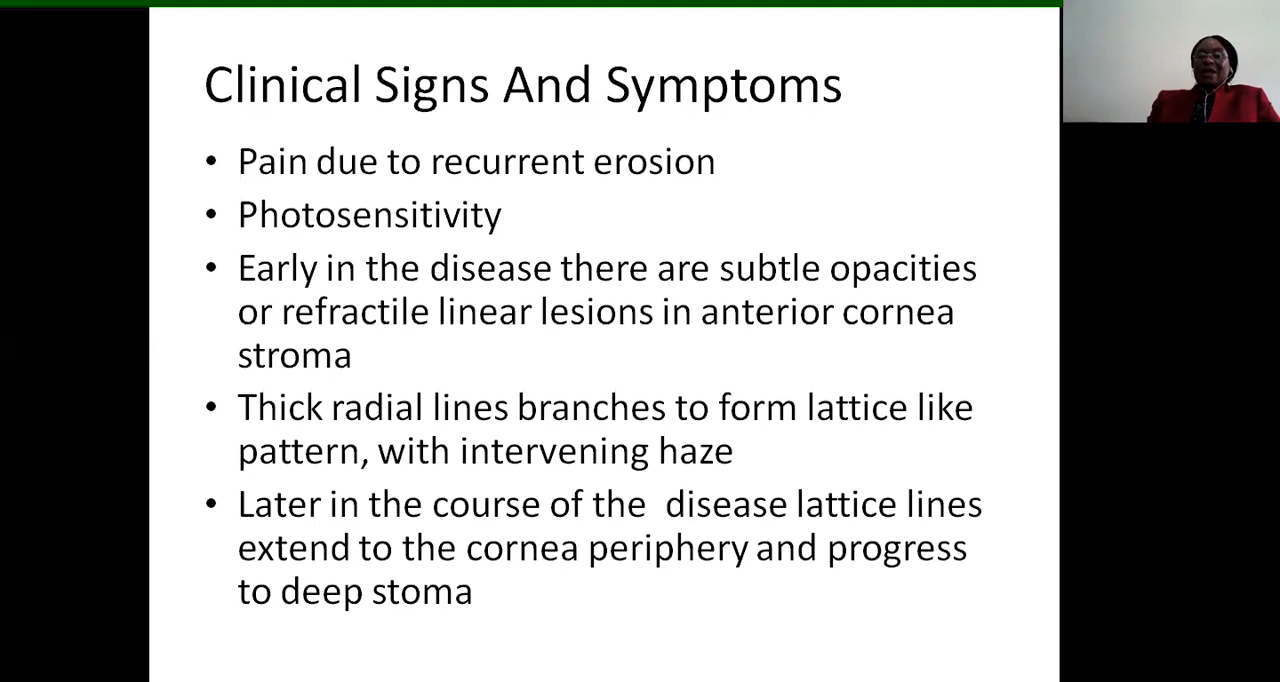 Clinical Signs And Symptoms
• Pain due to recurrent erosion
• Photosensitivity
• Early in the disease there are subtle opacities
or refractile linear lesions in anterior cornea
stroma
• Thick radial lines branches to form lattice like
pattern, with intervening haze
• Later in the course of the  disease lattice lines
extend to the cornea periphery and progress
to deep stoma